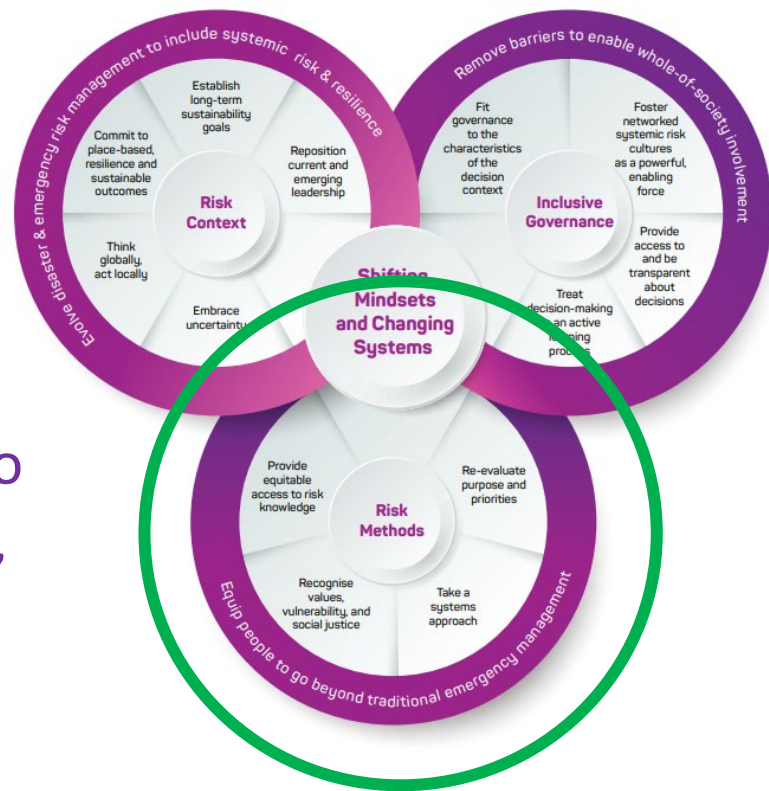 Evolve disaster & emergency risk management to include systemic risk & resilience
Establish
long-term
sustainability
goals
Commit to
place-based,
resilience and
sustainable
outcomes
Reposition
current and
emerging
leadership
Risk
Context
Think
globally,
act locally
Embrace
uncertainty
Remove barriers to enable whole-of-society involvement
Fit
governance
to the
characteristics
of the
decision
context
Foster
networked
systemic risk
cultures
as a powerful,
enabling
force
Inclusive
Governance
Provide
access to
and be
transparent
about
decisions
Treat
decision-making
an active
process
Shifting
Mindsets
and Changing
Systems
Provide
equitable
access to risk
knowledge
Re-evaluate
purpose and
priorities
Risk
Methods
Recognise
values,
vulnerability, and
social justice
Take a
systems
approach
Equip people to go beyond traditional emergency management